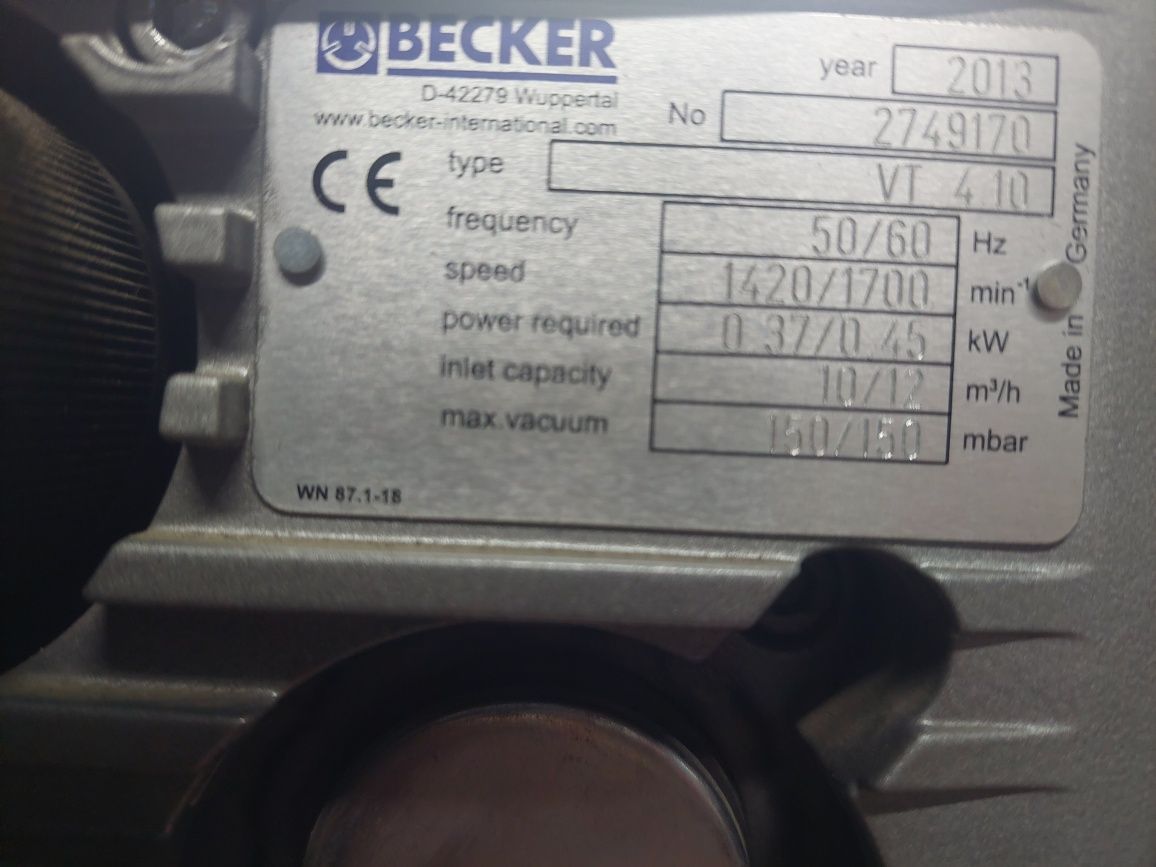 BECKER
year 2013
D-42279 Wuppertal
No 2749170
www.becker-international.com
CE
type VT 4.10
frequency 50/60 Hz
speed 1420/1700 min⁻¹
power required 0.37/0.45 kW
inlet capacity 10/12 m³/h
max.vacuum 150/150 mbar
WN 87.1-18
Made in Germany